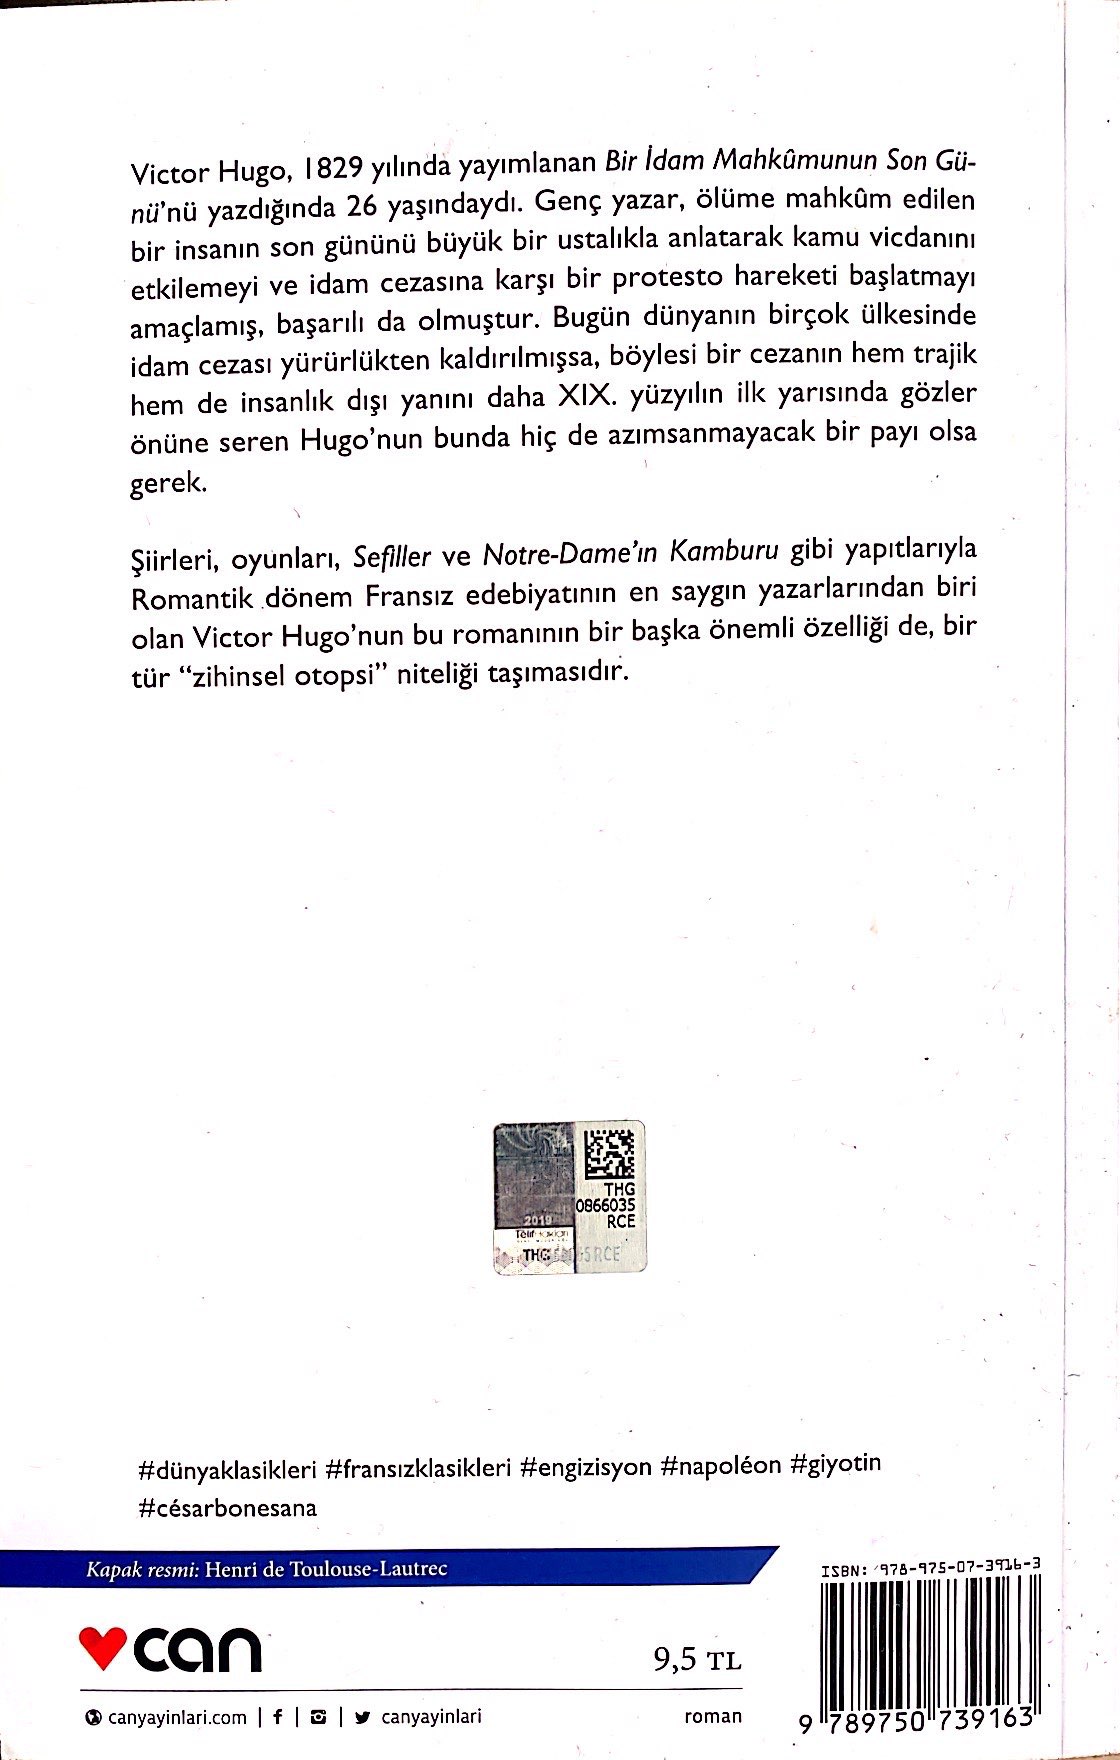 Victor Hugo, 1829 yılında yayımlanan Bir İdam Mahkûmunun Son Gü-
nü'nü yazdığında 26 yaşındaydı. Genç yazar, ölüme mahkûm edilen
bir insanın son gününü büyük bir ustalıkla anlatarak kamu vicdanını
etkilemeyi ve idam cezasına karşı bir protesto hareketi başlatmayı
amaçlamış, başarılı da olmuştur. Bugün dünyanın birçok ülkesinde
idam cezası yürürlükten kaldırılmışsa, böylesi bir cezanın hem trajik
hem de insanlık dışı yanını daha XIX. yüzyılın ilk yarısında gözler
önüne seren Hugo'nun bunda hiç de azımsanmayacak bir payı olsa
gerek.
Şiirleri, oyunları, Sefiller ve Notre-Dame'ın Kamburu gibi yapıtlarıyla
Romantik dönem Fransız edebiyatının en saygın yazarlarından biri
olan Victor Hugo'nun bu romanının bir başka önemli özelliği de, bir
tür “zihinsel otopsi” niteliği taşımasıdır.
THG
0866035
RCE
2019
Telif
THG
RCE
#dünyaklasikleri #fransızklasikleri #engizisyon #napoléon #giyotin
#césarbonesana
Kapak resmi: Henri de Toulouse-Lautrec
ISBN: 978-975-07-3916-3
can
9,5 TL
canyayinlari.com | f | | canyayinlari
roman
9 789750 739163